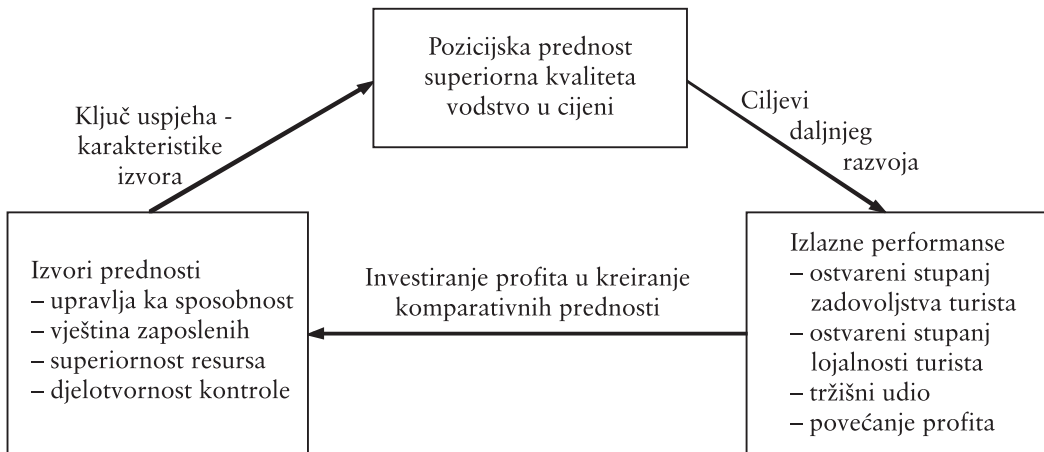 Pozicijska prednost
superiorna kvaliteta
vodstvo u cijeni
Ključ uspjeha -
karakteristike
izvora
Ciljevi
daljnjeg
razvoja
Izvori prednosti
– upravlja ka sposobnost
– vještina zaposlenih
– superiornost resursa
– djelotvornost kontrole
Investiranje profita u kreiranje
komparativnih prednosti
Izlazne performanse
– ostvareni stupanj
zadovoljstva turista
– ostvareni stupanj
lojalnosti turista
– tržišni udio
– povećanje profita